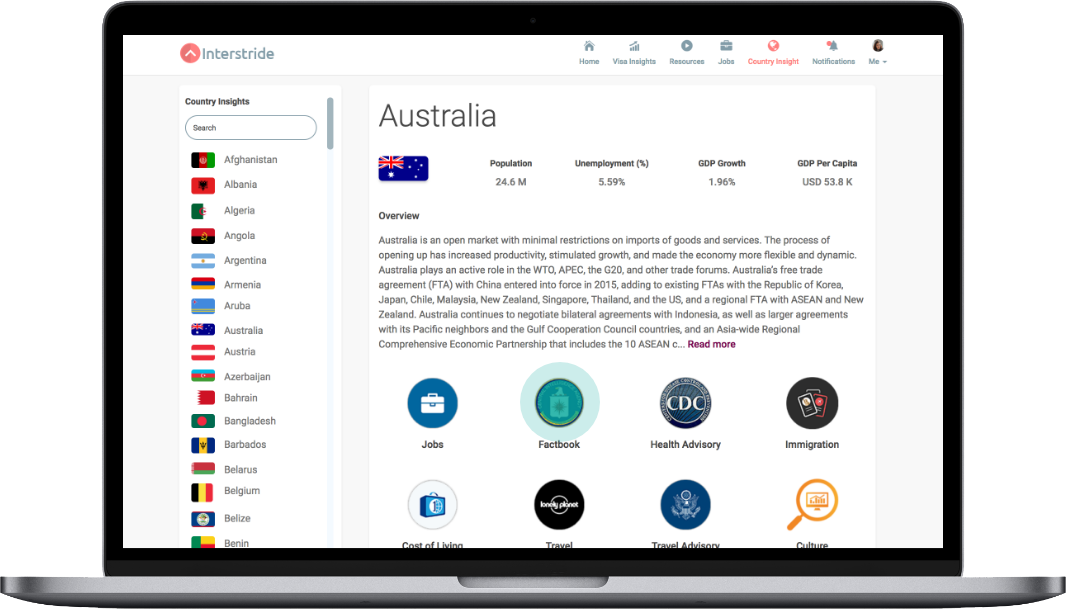 Interstride
Home
Visa Insights
Resources
Jobs
Country Insight
Notifications
Me
Country Insights
Search
Afghanistan
Albania
Algeria
Angola
Argentina
Armenia
Aruba
Australia
Austria
Azerbaijan
Bahrain
Bangladesh
Barbados
Belarus
Belgium
Belize
Benin
Australia
Population
24.6 M
Unemployment (%)
5.59%
GDP Growth
1.96%
GDP Per Capita
USD 53.8 K
Overview
Australia is an open market with minimal restrictions on imports of goods and services. The process of
opening up has increased productivity, stimulated growth, and made the economy more flexible and dynamic.
Australia plays an active role in the WTO, APEC, the G20, and other trade forums. Australia's free trade
agreement (FTA) with China entered into force in 2015, adding to existing FTAs with the Republic of Korea,
Japan, Chile, Malaysia, New Zealand, Singapore, Thailand, and the US, and a regional FTA with ASEAN and New
Zealand. Australia continues to negotiate bilateral agreements with Indonesia, as well as larger agreements
with its Pacific neighbors and the Gulf Cooperation Council countries, and an Asia-wide Regional
Comprehensive Economic Partnership that includes the 10 ASEAN c... Read more
Jobs
Factbook
CDC
Health Advisory
Immigration
Cost of Living
lonely planet
Travel
Travel Advisory
Culture